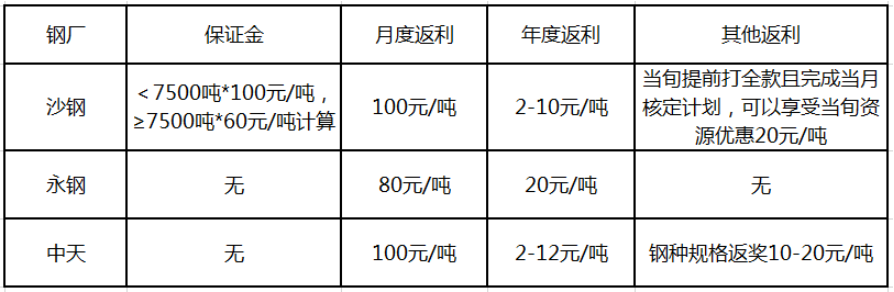 钢厂 保证金 月度返利 年度返利 其他返利
沙钢 ＜7500吨*100元/吨，≥7500吨*60元/吨计算 100元/吨 2-10元/吨 当旬提前打全款且完成当月核定计划，可以享受当旬资源优惠20元/吨
永钢 无 80元/吨 20元/吨 无
中天 无 100元/吨 2-12元/吨 钢种规格返奖10-20元/吨